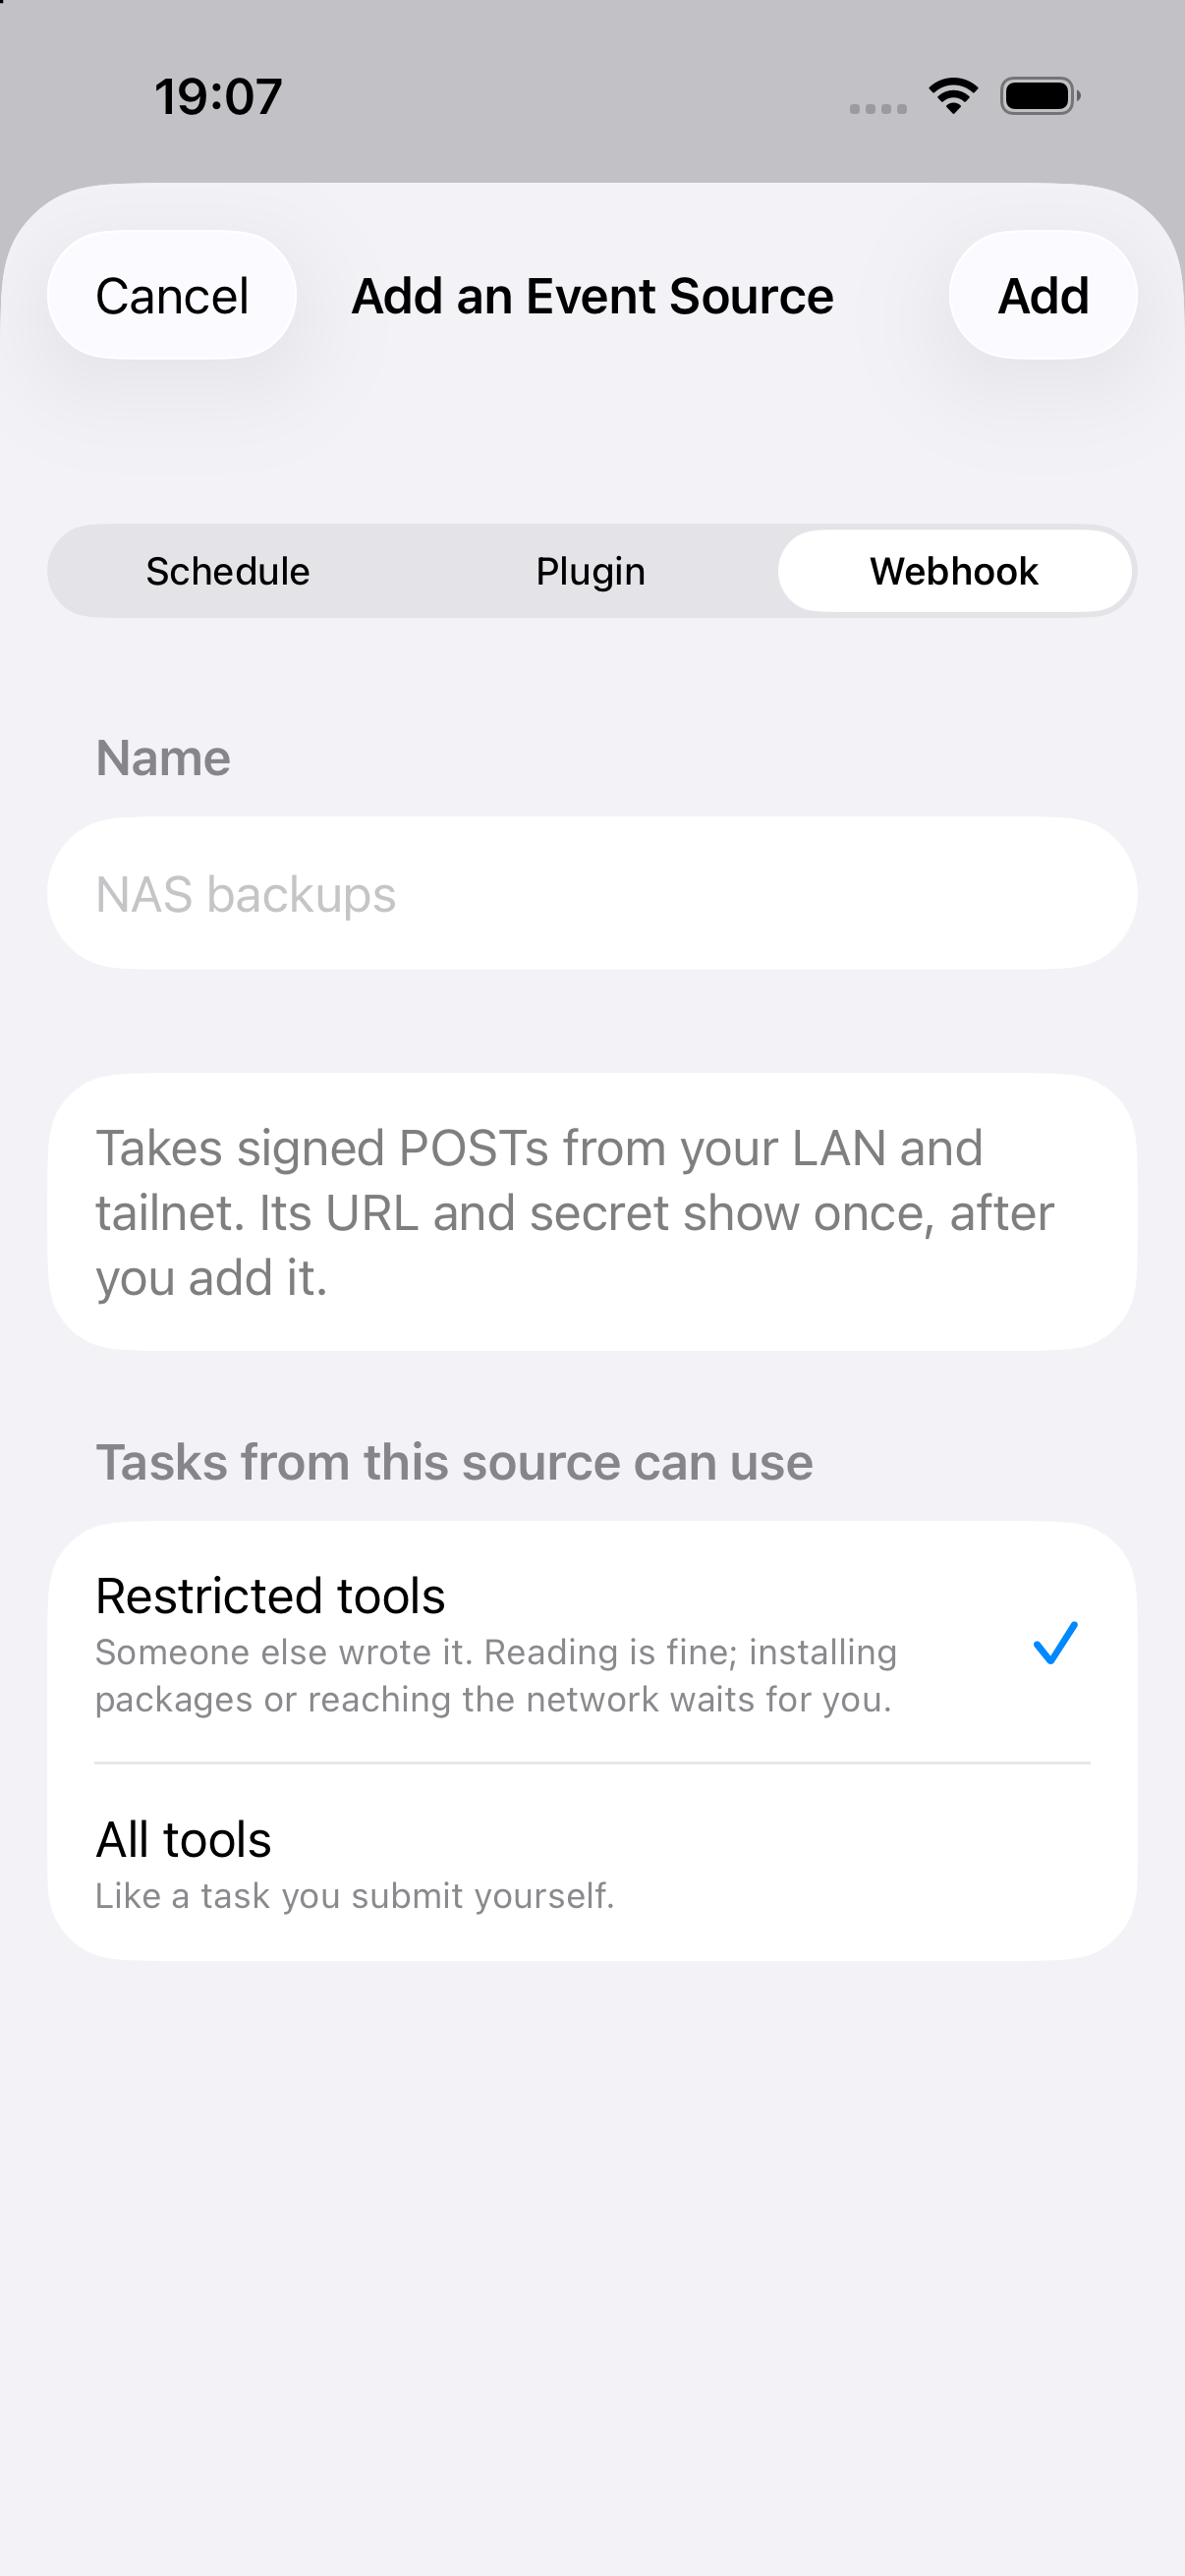 19:07
Cancel
Add an Event Source
Add
Schedule
Plugin
Webhook
Name
NAS backups
Takes signed POSTs from your LAN and
tailnet. Its URL and secret show once, after
you add it.
Tasks from this source can use
Restricted tools
Someone else wrote it. Reading is fine; installing
packages or reaching the network waits for you.
All tools
Like a task you submit yourself.